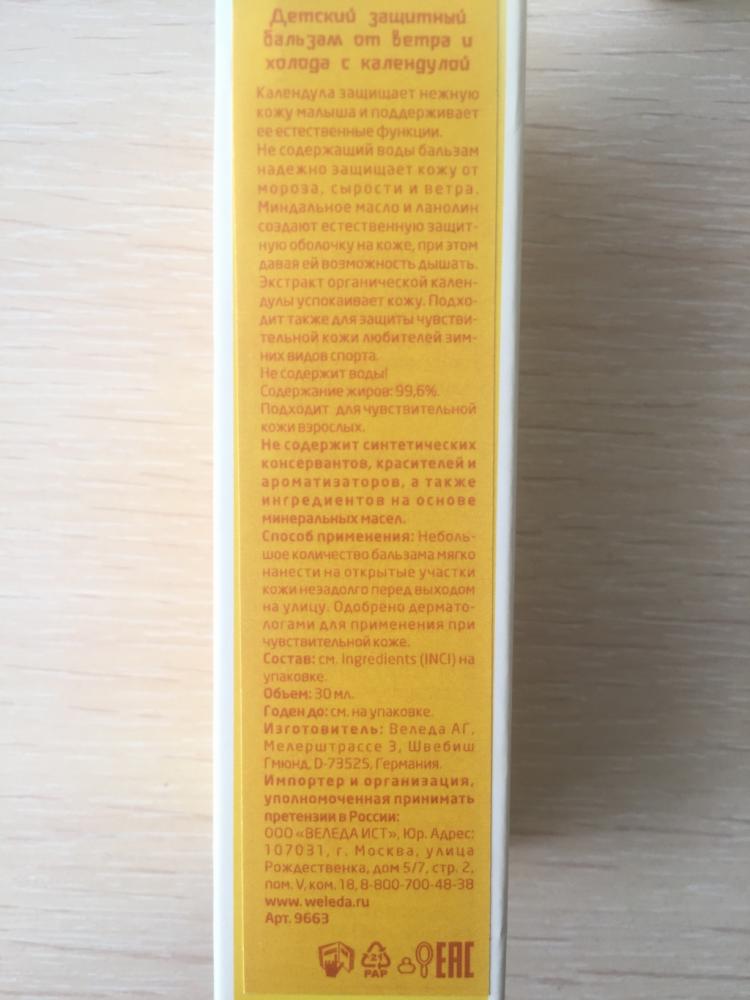 Детский защитный
бальзам от ветра и
холода с календулой
Календула защищает нежную
кожу малыша и поддерживает
ее естественные функции.
Не содержащий воды бальзам
надежно защищает кожу от
мороза, сырости и ветра.
Миндальное масло и ланолин
создают естественную защит-
ную оболочку на коже, при этом
давая ей возможность дышать.
Экстракт органической кален-
дулы успокаивает кожу. Подхо-
дит также для защиты чувстви-
тельной кожи любителей зим-
них видов спорта.
Не содержит воды!
Содержание жиров: 99,6%.
Подходит для чувствительной
кожи взрослых.
Не содержит синтетических
консервантов, красителей и
ароматизаторов, а также
ингредиентов на основе
минеральных масел.
Способ применения: Неболь-
шое количество бальзама мягко
нанести на открытые участки
кожи незадолго перед выходом
на улицу. Одобрено дермато-
логами для применения при
чувствительной коже.
Состав: см. Ingredients (INCI) на
упаковке.
Объем: 30 мл.
Годен до: см. на упаковке.
Изготовитель: Веледа АГ,
Мелерштрассе 3, Швебиш
Гмюнд, D-73525, Германия.
Импортер и организация,
уполномоченная принимать
претензии в России:
ООО «ВЕЛЕДА ИСТ», Юр. Адрес:
107031, г. Москва, улица
Рождественка, дом 5/7, стр. 2,
пом. V, ком. 18, 8-800-700-48-38
www. weleda.ru
Арт. 9663
21
PAP
EAC